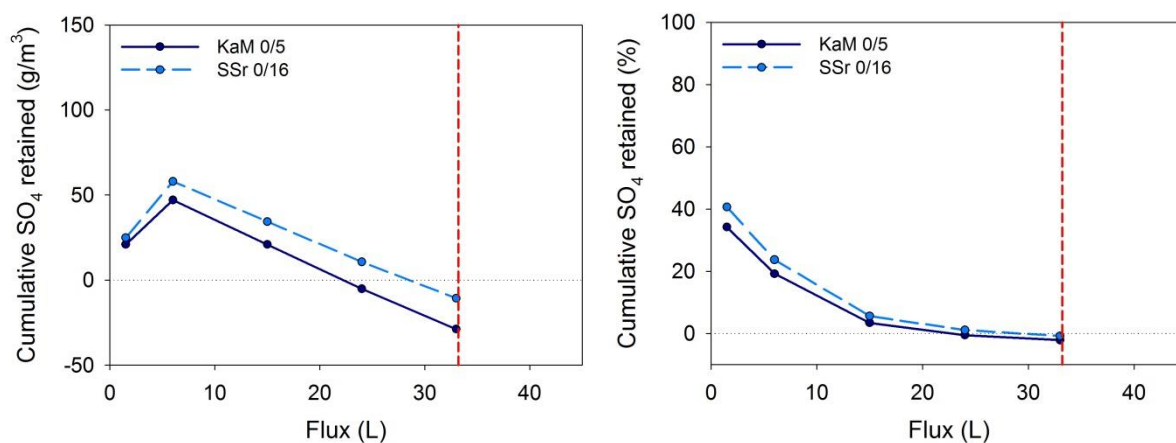 150
100
50
0
-50
Cumulative SO₄ retained (g/m³)
KaM 0/5
SSr 0/16
0 10 20 30 40
Flux (L)
100
80
60
40
20
0
Cumulative SO₄ retained (%)
KaM 0/5
SSr 0/16
0 10 20 30 40
Flux (L)